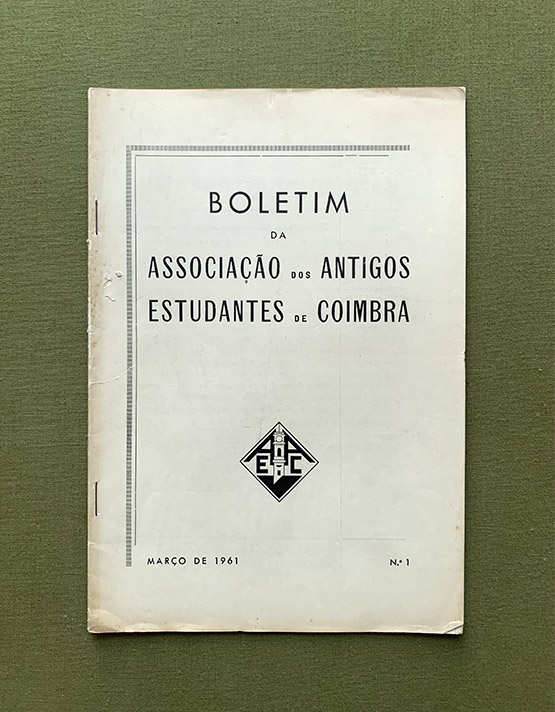 BOLETIM
DA
ASSOCIAÇÃO DOS ANTIGOS
ESTUDANTES DE COIMBRA
A A
E C
MARÇO DE 1961 N.º 1